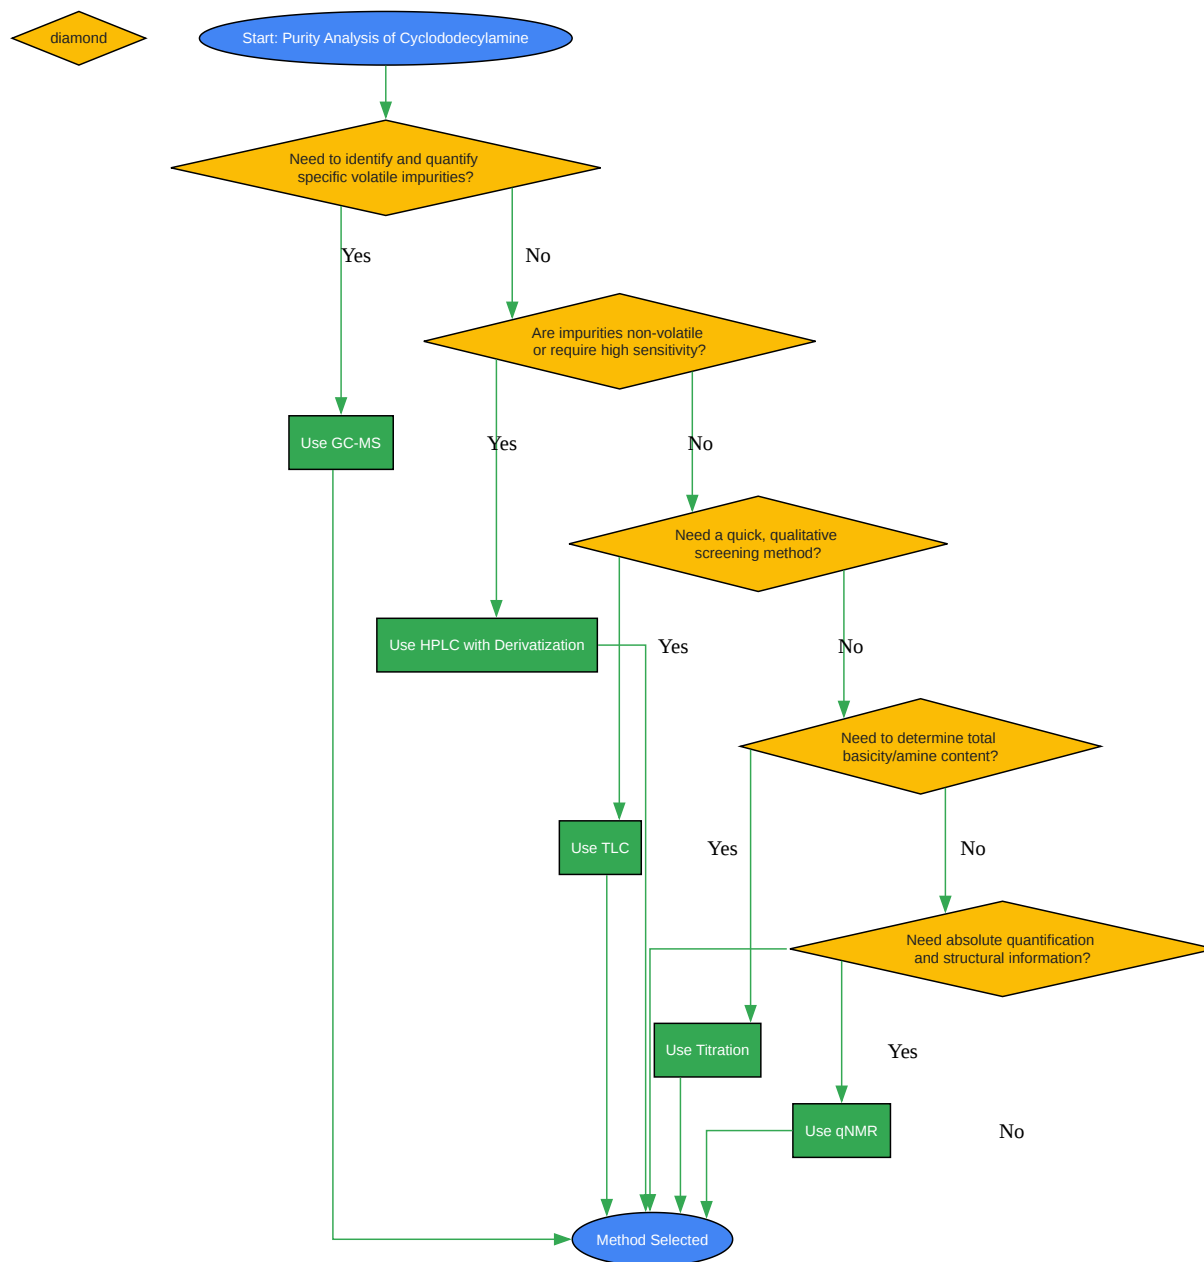 diamond
Start: Purity Analysis of Cyclododecylamine
Need to identify and quantify
specific volatile impurities?
Yes
No
Are impurities non-volatile
or require high sensitivity?
Use GC-MS
Yes
No
Need a quick, qualitative
screening method?
Use HPLC with Derivatization
Yes
No
Need to determine total
basicity/amine content?
Use TLC
Yes
No
Need absolute quantification
and structural information?
Use Titration
Yes
Use qNMR
No
Method Selected